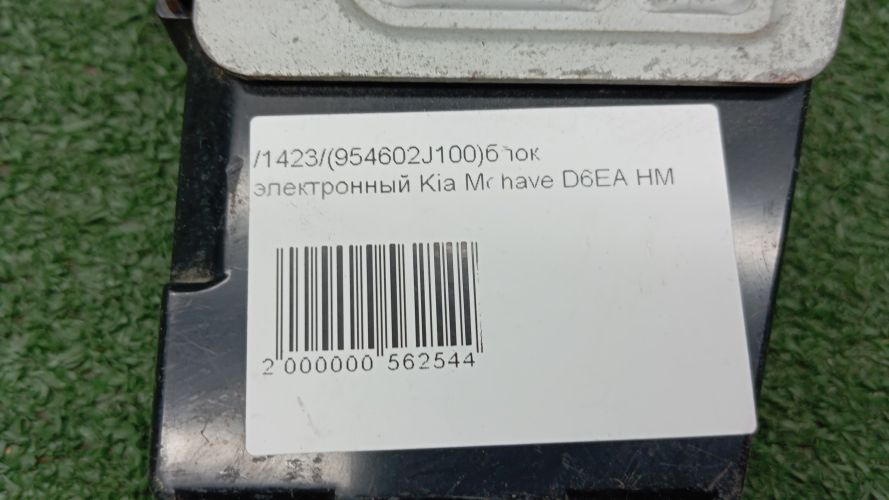 /1423/(954602J100)блок
электронный Kia Mohave D6EA HM
2 000000 562544